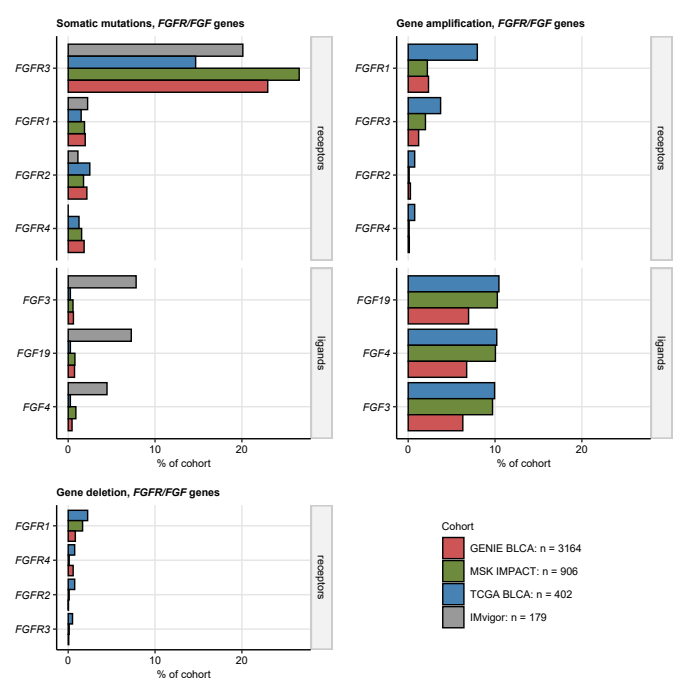 Somatic mutations, FGFR/FGF genes
FGFR3
FGFR1
FGFR2
FGFR4
receptors
FGF3
FGF19
FGF4
ligands
0 10 20
% of cohort
Gene amplification, FGFR/FGF genes
FGFR1
FGFR3
FGFR2
FGFR4
receptors
FGF19
FGF4
FGF3
ligands
0 10 20
% of cohort
Gene deletion, FGFR/FGF genes
FGFR1
FGFR4
FGFR2
FGFR3
receptors
0 10 20
% of cohort
Cohort
GENIE BLCA: n = 3164
MSK IMPACT: n = 906
TCGA BLCA: n = 402
IMvigor: n = 179